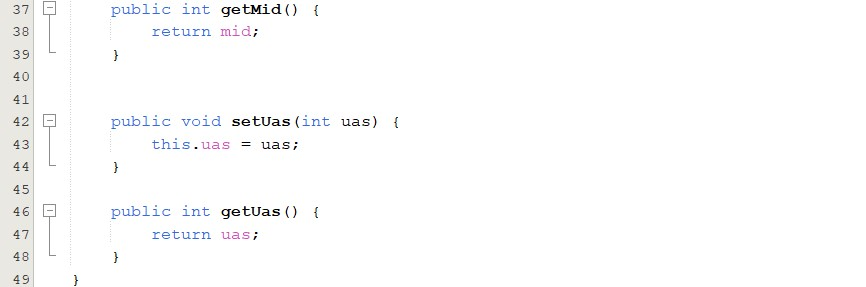 37 public int getMid() {
38 return mid;
39 }
40
41
42 public void setUas(int uas) {
43 this.uas = uas;
44 }
45
46 public int getUas() {
47 return uas;
48 }
49 }